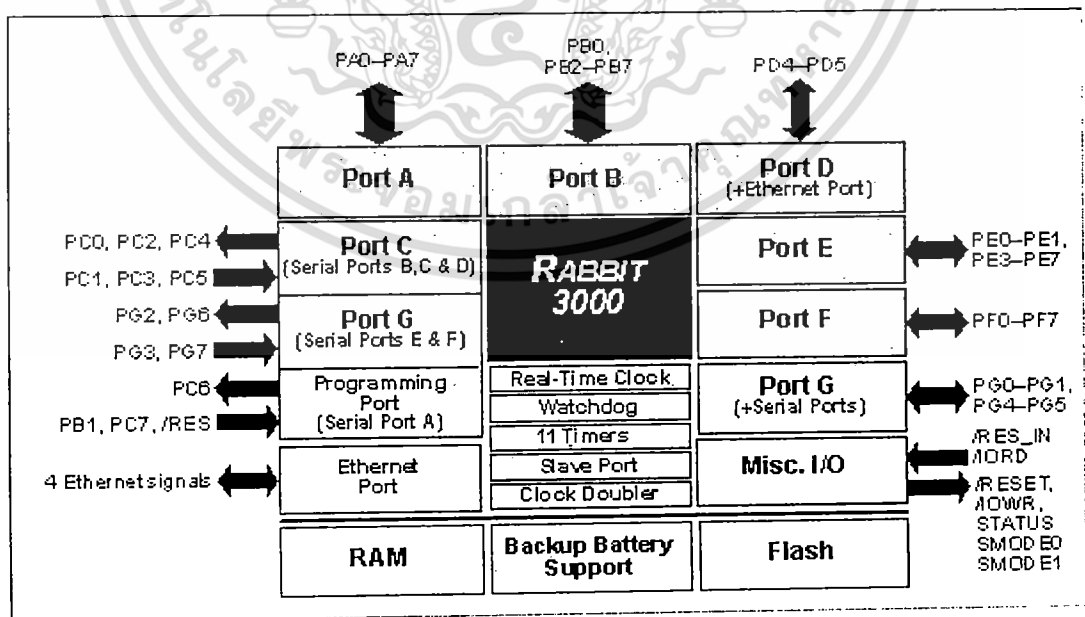 PA0–PA7
PB0,
PB2–PB7
PD4–PD5
Port A
Port B
Port D
(+Ethernet Port)
PC0, PC2, PC4
PC1, PC3, PC5
Port C
(Serial Ports B,C & D)
RABBIT
3000
Port E
PE0–PE1,
PE3–PE7
PG2, PG6
PG3, PG7
Port G
(Serial Ports E & F)
Port F
PF0–PF7
PC6
PB1, PC7, /RES
Programming
Port
(Serial Port A)
Real-Time Clock
Watchdog
11 Timers
Slave Port
Clock Doubler
Port G
(+Serial Ports)
PG0–PG1,
PG4–PG5
4 Ethernet signals
Ethernet
Port
Misc. I/O
/RES_IN
/IORD
/RESET,
/IOWR,
STATUS
SMODE0
SMODE1
RAM
Backup Battery
Support
Flash